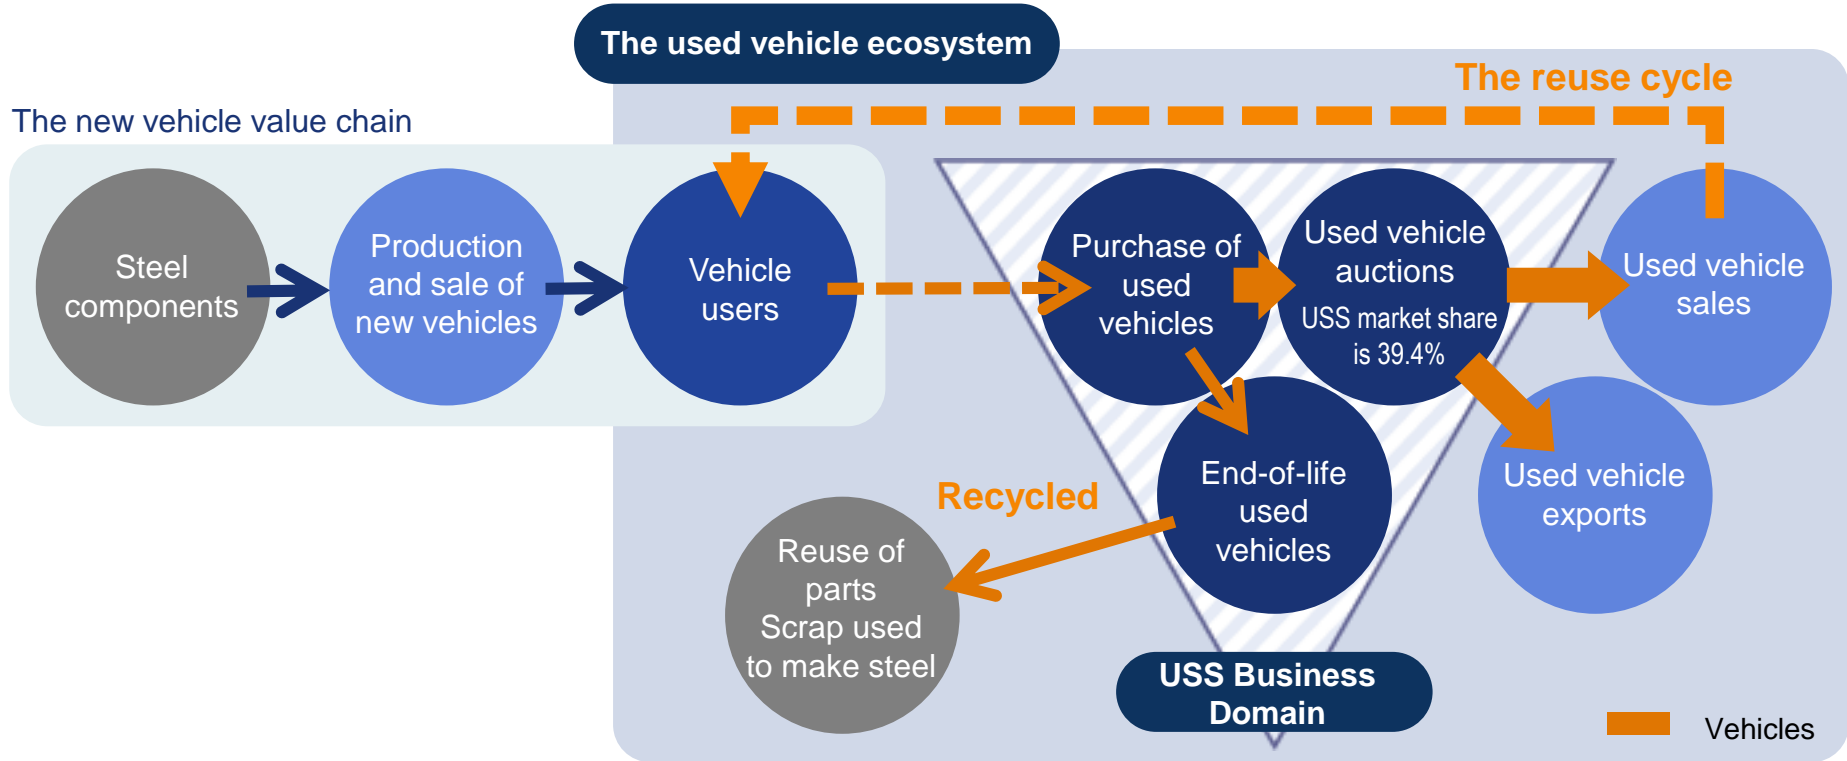 The used vehicle ecosystem
The reuse cycle
The new vehicle value chain
Steel
components
Production
and sale of
new vehicles
Vehicle
users
Purchase of
used
vehicles
Used vehicle
auctions
USS market share
is 39.4%
Used vehicle
sales
End-of-life
used
vehicles
Used vehicle
exports
Recycled
Reuse of
parts
Scrap used
to make steel
USS Business
Domain
Vehicles